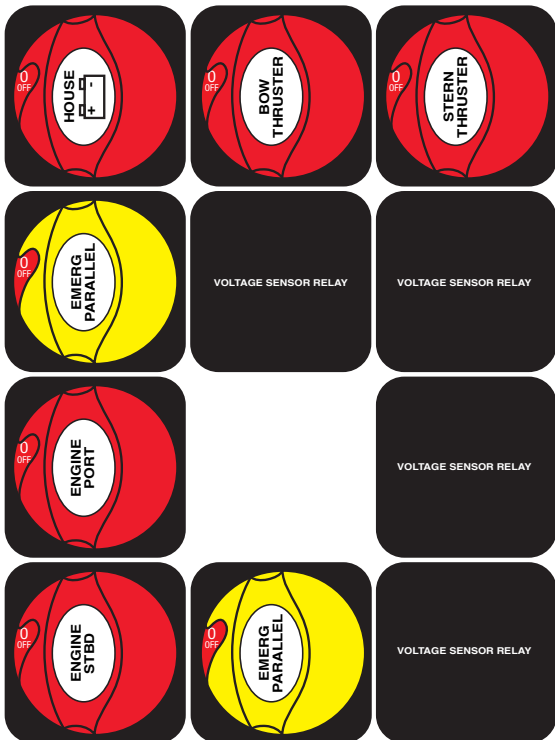 0
OFF
HOUSE
+ -
0
OFF
BOW
THRUSTER
0
OFF
STERN
THRUSTER
0
OFF
EMERG
PARALLEL
VOLTAGE SENSOR RELAY
VOLTAGE SENSOR RELAY
0
OFF
ENGINE
PORT
VOLTAGE SENSOR RELAY
0
OFF
ENGINE
STBD
0
OFF
EMERG
PARALLEL
VOLTAGE SENSOR RELAY